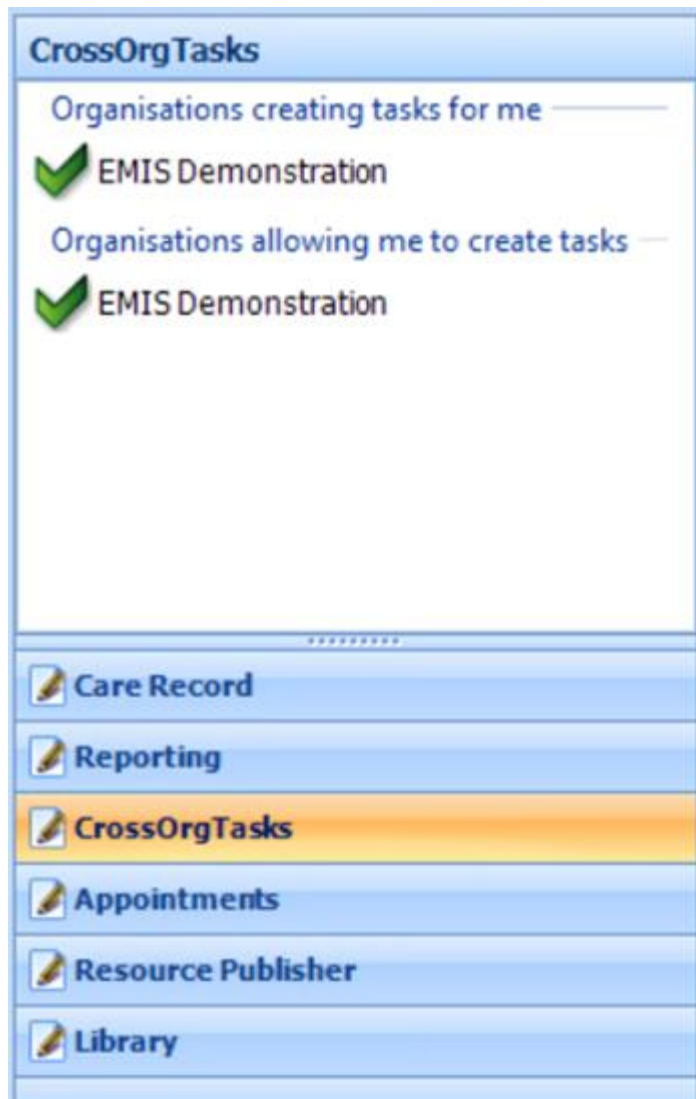 CrossOrgTasks
Organisations creating tasks for me
EMIS Demonstration
Organisations allowing me to create tasks
EMIS Demonstration
Care Record
Reporting
CrossOrgTasks
Appointments
Resource Publisher
Library